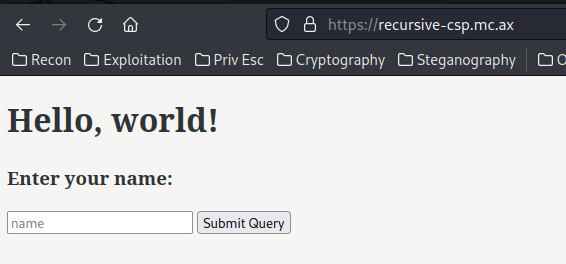 https://recursive-csp.mc.ax
Recon Exploitation Priv Esc Cryptography Steganography
Hello, world!
Enter your name:
name Submit Query